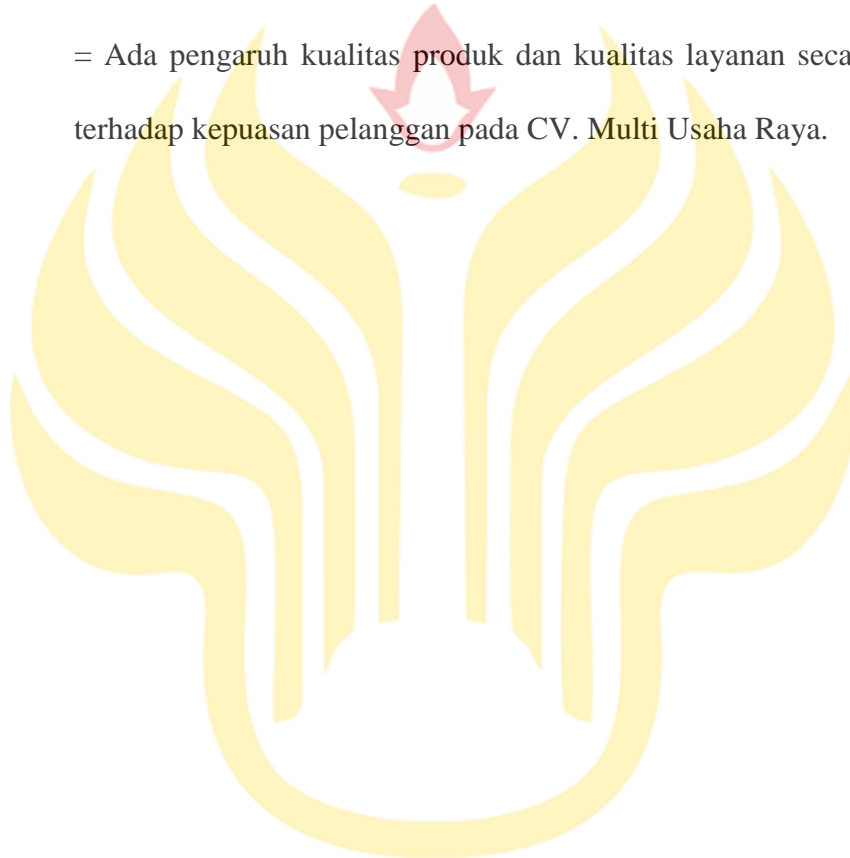 = Ada pengaruh kualitas produk dan kualitas layanan seca
terhadap kepuasan pelanggan pada CV. Multi Usaha Raya.